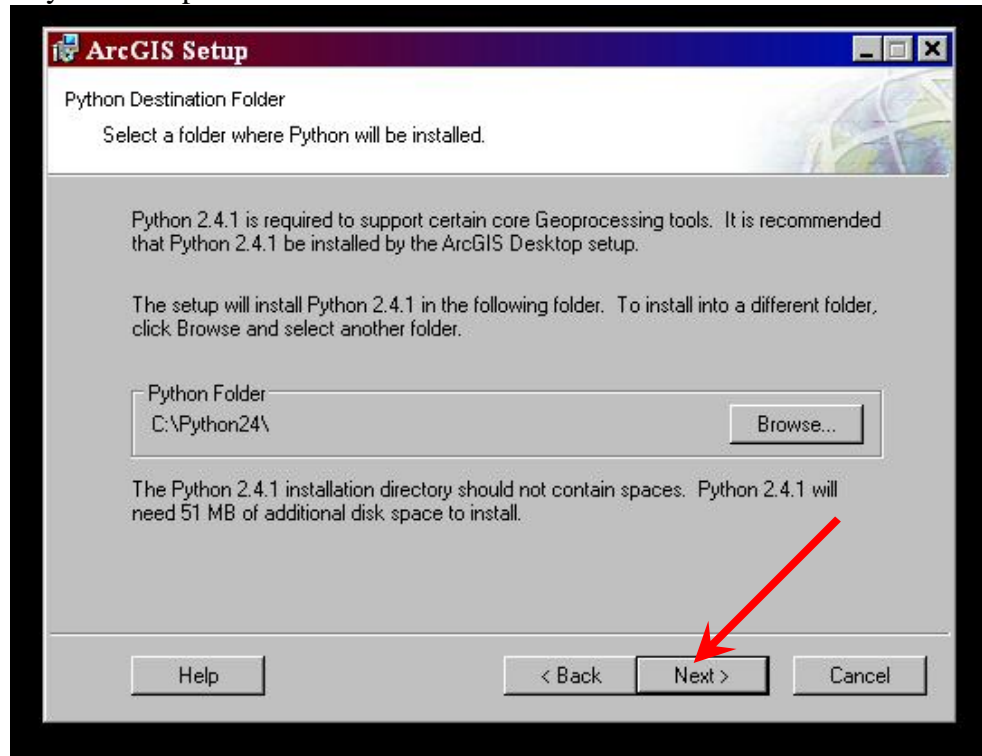 ArcGIS Setup
Python Destination Folder
Select a folder where Python will be installed.
Python 2.4.1 is required to support certain core Geoprocessing tools. It is recommended
that Python 2.4.1 be installed by the ArcGIS Desktop setup.
The setup will install Python 2.4.1 in the following folder. To install into a different folder,
click Browse and select another folder.
Python Folder
C:\Python24\
Browse...
The Python 2.4.1 installation directory should not contain spaces. Python 2.4.1 will
need 51 MB of additional disk space to install.
Help
< Back
Next >
Cancel